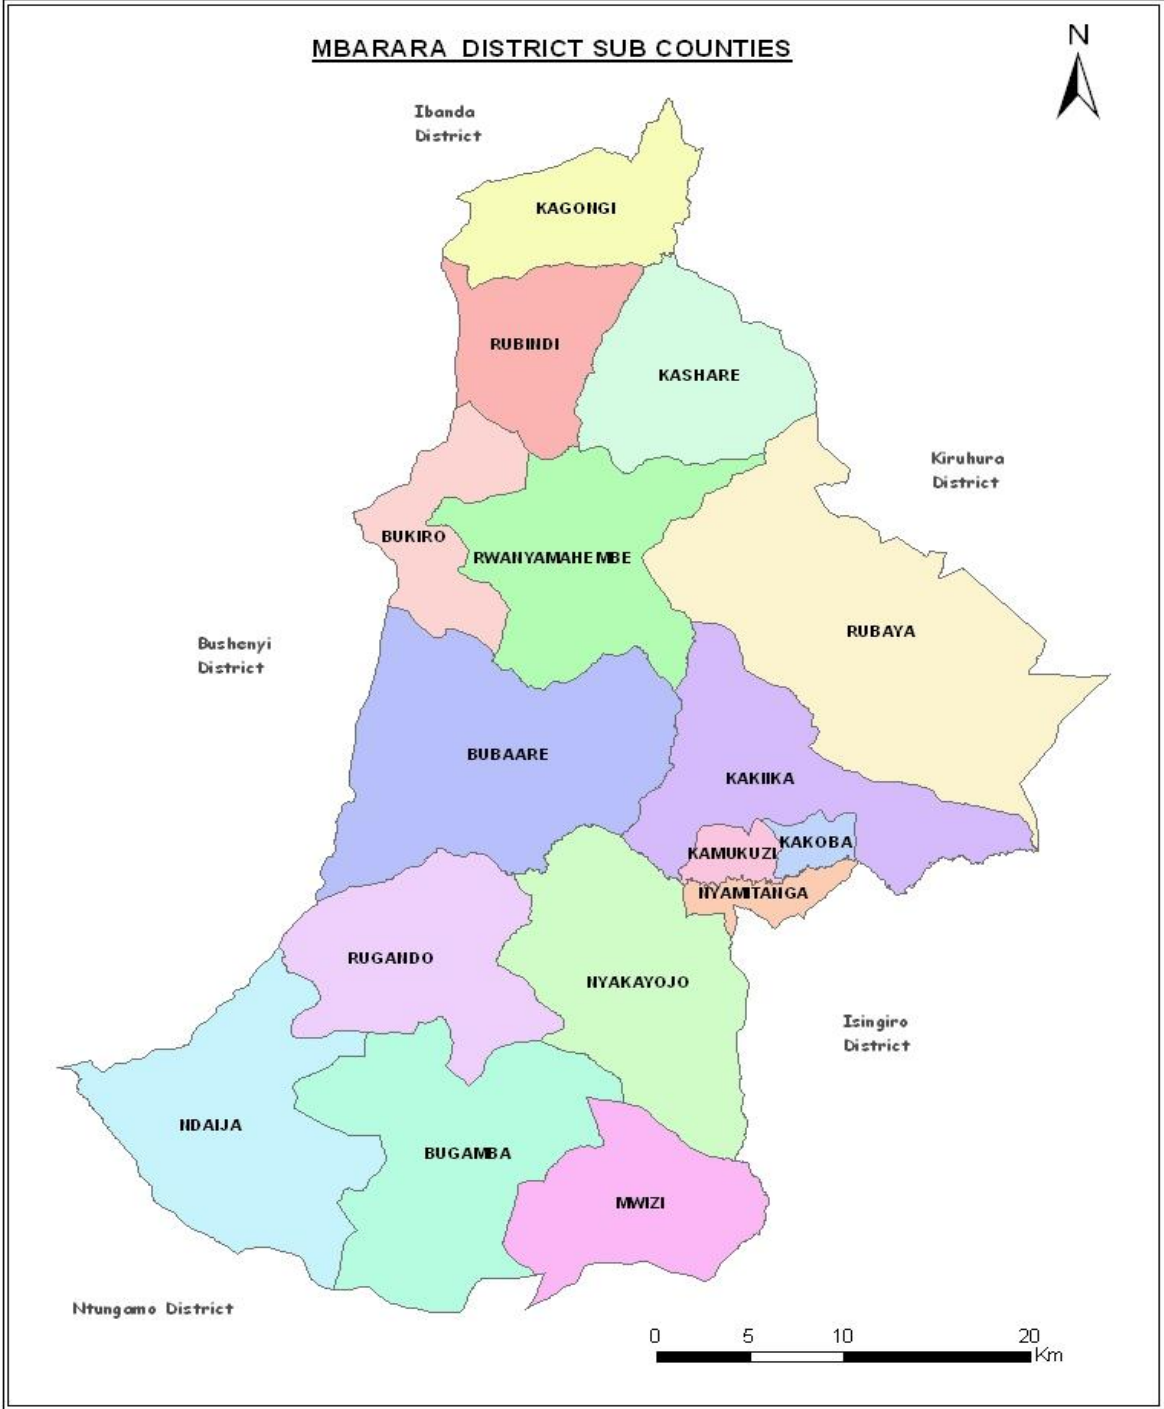 MBARARA DISTRICT SUB COUNTIES
N
Ibanda
District
KAGONGI
RUBINDI
KASHARE
Kiruhura
District
BUKIRO
RWANYAMAHEMBE
RUBAYA
Bushenyi
District
BUBAARE
KAKIIKA
KAKOBA
KAMUKUZI
NYAMITANGA
RUGANDO
NYAKAYOJO
Isingiro
District
NDAIJA
BUGAMBA
MWIZI
Ntungamo District
0 5 10 20
Km